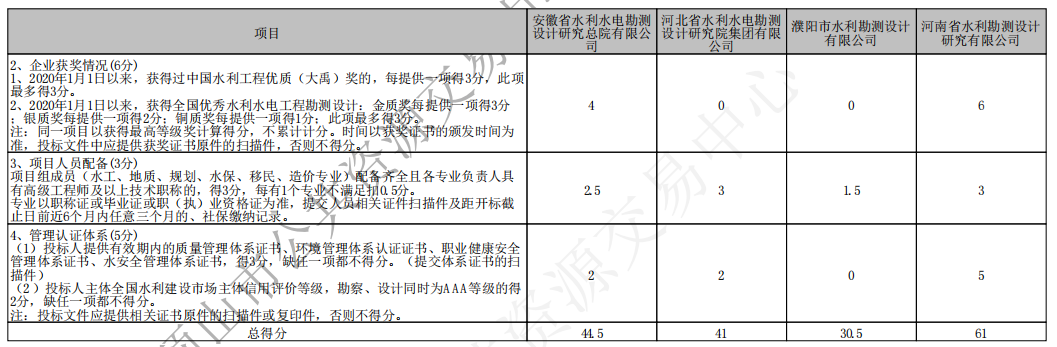 项目
安徽省水利水电勘测
设计研究总院有限公
司
河北省水利水电勘测
设计研究院集团有限
公司
濮阳市水利勘测设计
有限公司
河南省水利勘测设计
研究有限公司
2、企业获奖情况(6分)
1、2020年1月1日以来，获得过中国水利工程优质（大禹）奖的，每提供一项得3分，此项
最多得3分。
2、2020年1月1日以来，获得全国优秀水利水电工程勘测设计：金质奖每提供一项得3分
；银质奖每提供一项得2分；铜质奖每提供一项得1分；此项最多得3分。
注：同一项目以获得最高等级奖计算得分，不累计计分。时间以获奖证书的颁发时间为
准，投标文件中应提供获奖证书原件的扫描件，否则不得分。
4
0
0
6
3、项目人员配备(3分)
项目组成员（水工、地质、规划、水保、移民、造价专业）配备齐全且各专业负责人具
有高级工程师及以上技术职称的，得3分，每有1个专业不满足扣0.5分。
专业以职称证或毕业证或职（执）业资格证为准，提交人员相关证件扫描件及距开标截
止日前近6个月内任意三个月的、社保缴纳记录。
2.5
3
1.5
3
4、管理认证体系(5分)
（1）投标人提供有效期内的质量管理体系证书、环境管理体系认证证书、职业健康安全
管理体系证书、水安全管理体系证书，得3分，缺任一项都不得分。（提交体系证书的扫
描件）
（2）投标人主体全国水利建设市场主体信用评价等级，勘察、设计同时为AAA等级的得
2分，缺任一项都不得分。
注：投标文件应提供相关证书原件的扫描件或复印件，否则不得分。
2
2
0
5
总得分
44.5
41
30.5
61